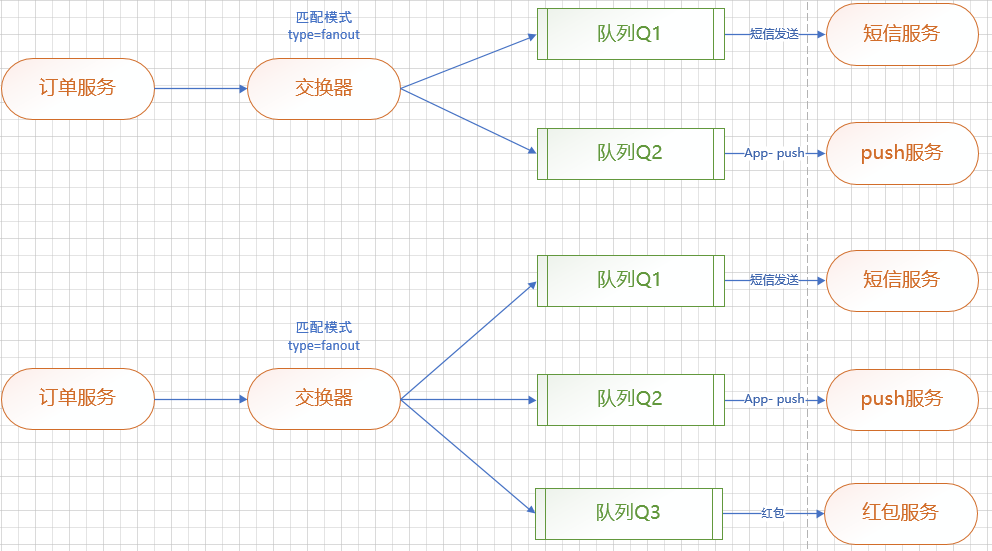 匹配模式
type=fanout
订单服务
交换器
队列Q1
短信发送
短信服务
队列Q2
App- push
push服务
匹配模式
type=fanout
订单服务
交换器
队列Q1
短信发送
短信服务
队列Q2
App- push
push服务
队列Q3
红包
红包服务